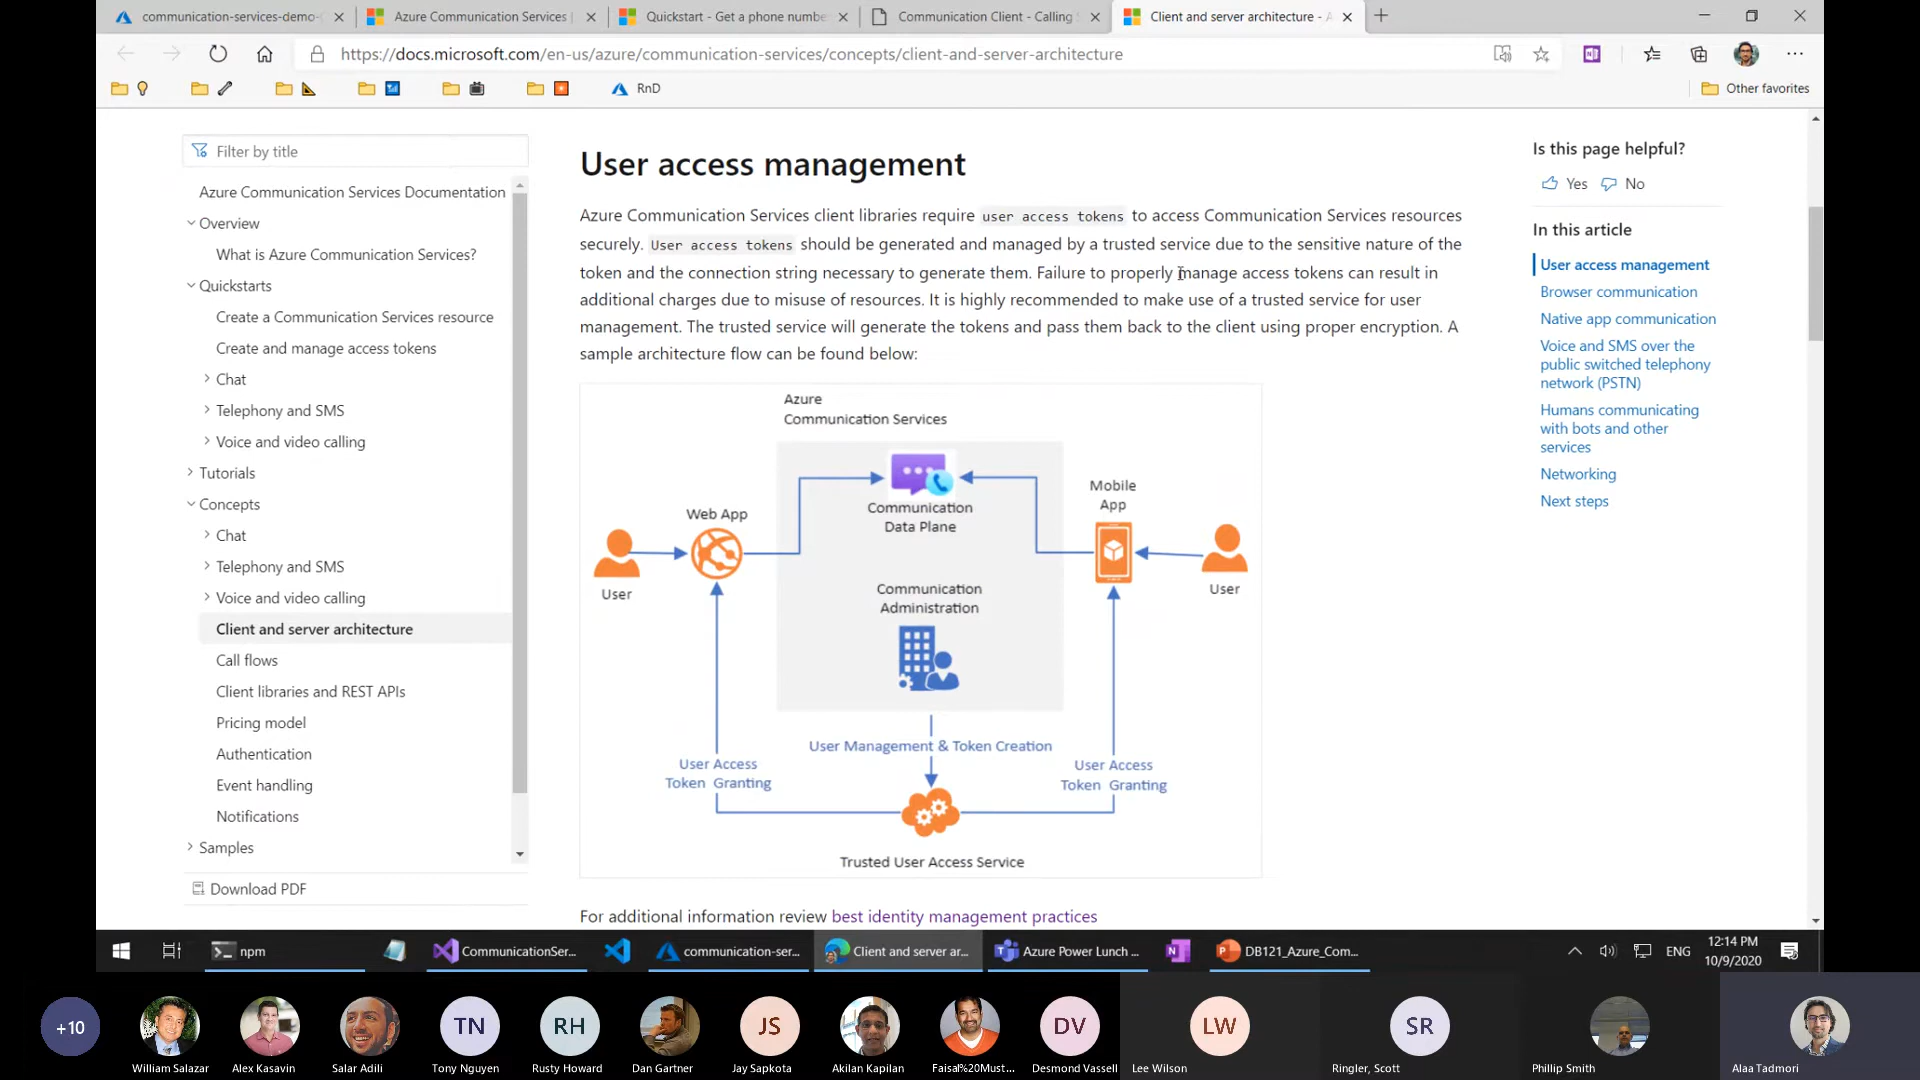 communication-services-demo-
Azure Communication Services |
Quickstart - Get a phone numbe
Communication Client - Calling
Client and server architecture - A
https://docs.microsoft.com/en-us/azure/communication-services/concepts/client-and-server-architecture
RnD
Other favorites
Filter by title
Azure Communication Services Documentation
Overview
What is Azure Communication Services?
Quickstarts
Create a Communication Services resource
Create and manage access tokens
Chat
Telephony and SMS
Voice and video calling
Tutorials
Concepts
Chat
Telephony and SMS
Voice and video calling
Client and server architecture
Call flows
Client libraries and REST APIs
Pricing model
Authentication
Event handling
Notifications
Samples
Download PDF
User access management
Azure Communication Services client libraries require user access tokens to access Communication Services resources
securely. User access tokens should be generated and managed by a trusted service due to the sensitive nature of the
token and the connection string necessary to generate them. Failure to properly manage access tokens can result in
additional charges due to misuse of resources. It is highly recommended to make use of a trusted service for user
management. The trusted service will generate the tokens and pass them back to the client using proper encryption. A
sample architecture flow can be found below:
Azure
Communication Services
Communication
Data Plane
Web App
Mobile
App
User
User
Communication
Administration
User Management & Token Creation
User Access
Token Granting
User Access
Token Granting
Trusted User Access Service
For additional information review best identity management practices
Is this page helpful?
Yes
No
In this article
User access management
Browser communication
Native app communication
Voice and SMS over the
public switched telephony
network (PSTN)
Humans communicating
with bots and other
services
Networking
Next steps
npm
CommunicationSer...
communication-ser...
Client and server ar...
Azure Power Lunch ...
DB121_Azure_Com...
ENG
12:14 PM
10/9/2020
+10
TN
RH
JS
DV
LW
SR
William Salazar
Alex Kasavin
Salar Adili
Tony Nguyen
Rusty Howard
Dan Gartner
Jay Sapkota
Akilan Kapilan
Faisal%20Must...
Desmond Vassell
Lee Wilson
Ringler, Scott
Phillip Smith
Alaa Tadmori